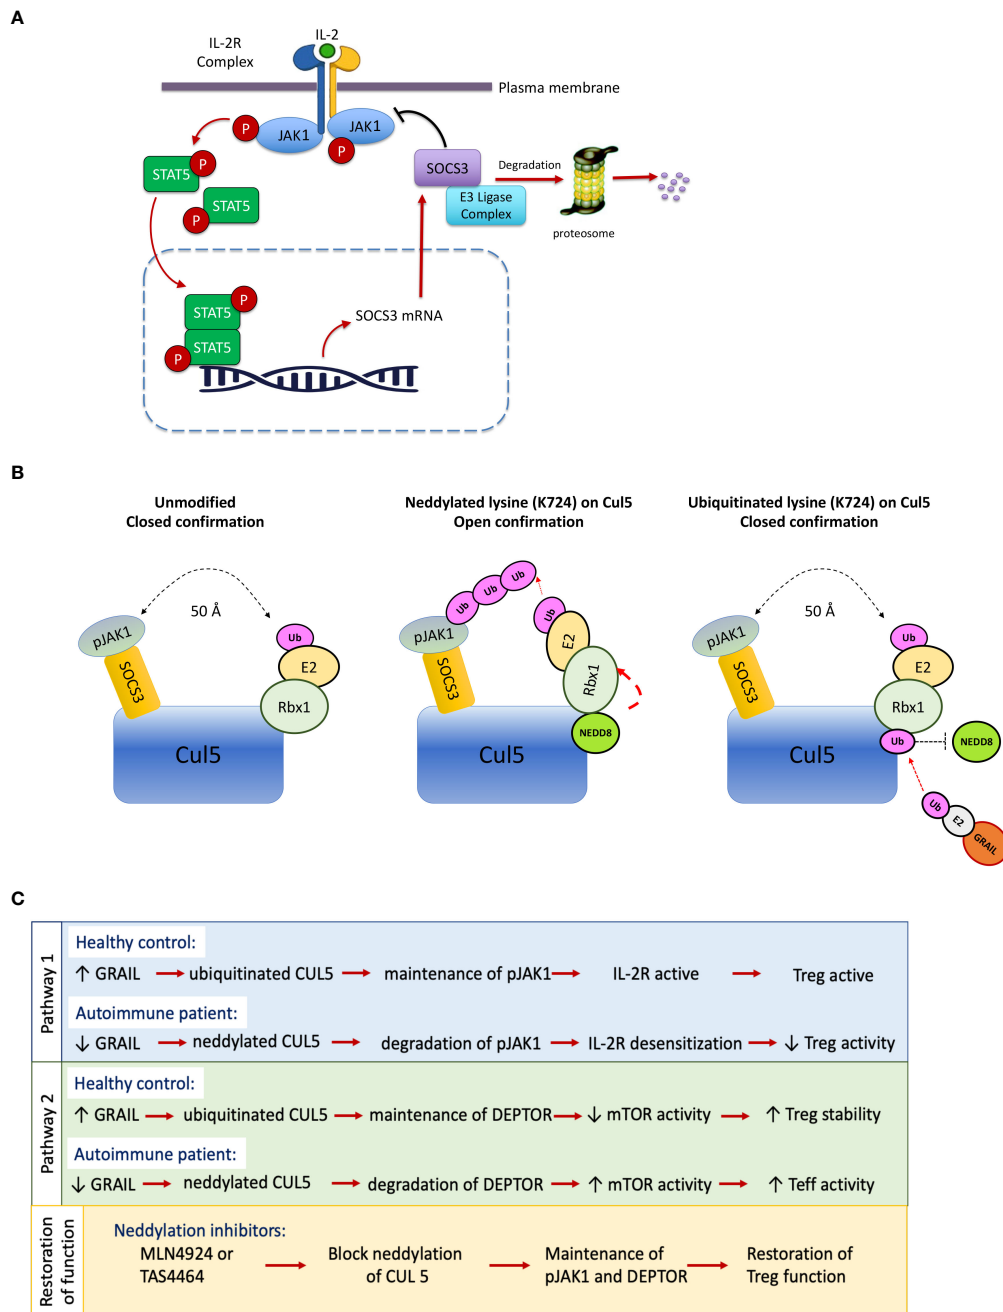 A
IL-2R
Complex
IL-2
Plasma membrane
P
JAK1
JAK1
P
STAT5
P
STAT5
P
SOCS3
E3 Ligase
Complex
Degradation
proteosome
STAT5
P
STAT5
P
SOCS3 mRNA
B
Unmodified
Closed confirmation
50 Å
pJAK1
SOCS3
Ub
E2
Rbx1
Cul5
Neddylated lysine (K724) on Cul5
Open confirmation
Ub
Ub
Ub
pJAK1
SOCS3
Ub
E2
Rbx1
NEDD8
Cul5
Ubiquitinated lysine (K724) on Cul5
Closed confirmation
50 Å
pJAK1
SOCS3
Ub
E2
Rbx1
Ub
NEDD8
Cul5
Ub
E2
GRAIL
C
Pathway 1
Healthy control:
↑ GRAIL → ubiquitinated CUL5 → maintenance of pJAK1 → IL-2R active → Treg active
Autoimmune patient:
↓ GRAIL → neddylated CUL5 → degradation of pJAK1 → IL-2R desensitization → ↓ Treg activity
Pathway 2
Healthy control:
↑ GRAIL → ubiquitinated CUL5 → maintenance of DEPTOR → ↓ mTOR activity → ↑ Treg stability
Autoimmune patient:
↓ GRAIL → neddylated CUL5 → degradation of DEPTOR → ↑ mTOR activity → ↑ Teff activity
Restoration
of function
Neddylation inhibitors:
MLN4924 or
TAS4464
→
Block neddylation
of CUL 5
→
Maintenance of
pJAK1 and DEPTOR
→
Restoration of
Treg function